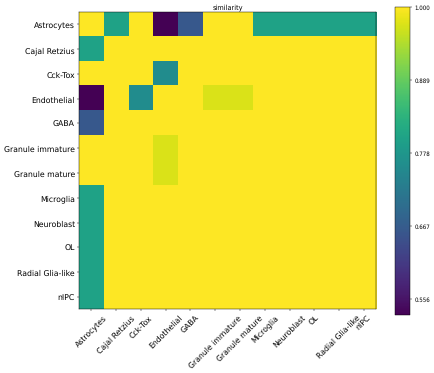 similarity
Astrocytes
Cajal Retzius
Cck-Tox
Endothelial
GABA
Granule immature
Granule mature
Microglia
Neuroblast
OL
Radial Glia-like
nIPC
Astrocytes
Cajal Retzius
Cck-Tox
Endothelial
GABA
Granule immature
Granule mature
Microglia
Neuroblast
OL
Radial Glia-like
nIPC
1.000
0.889
0.778
0.667
0.556